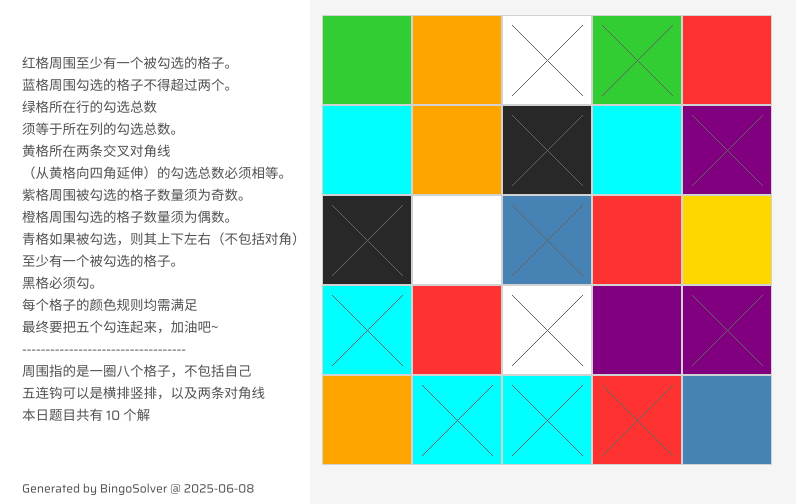 红格周围至少有一个被勾选的格子。
蓝格周围勾选的格子不得超过两个。
绿格所在行的勾选总数
须等于所在列的勾选总数。
黄格所在两条交叉对角线
（从黄格向四角延伸）的勾选总数必须相等。
紫格周围被勾选的格子数量须为奇数。
橙格周围勾选的格子数量须为偶数。
青格如果被勾选，则其上下左右（不包括对角）
至少有一个被勾选的格子。
黑格必须勾。
每个格子的颜色规则均需满足
最终要把五个勾连起来，加油吧~
-----------------------------------
周围指的是一圈八个格子，不包括自己
五连钩可以是横排竖排，以及两条对角线
本日题目共有 10 个解
Generated by BingoSolver @ 2025-06-08